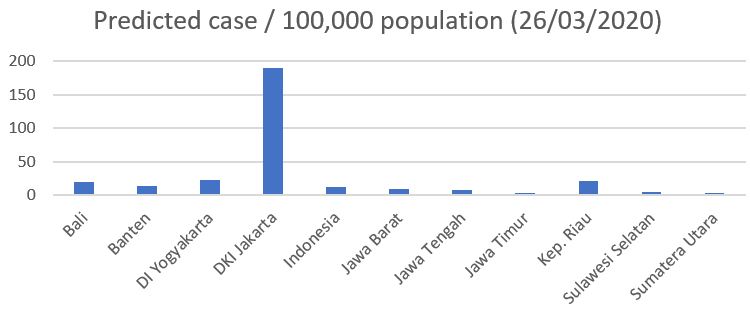 Predicted case / 100,000 population (26/03/2020)
200
150
100
50
0
Bali
Banten
DI Yogyakarta
DKI Jakarta
Indonesia
Jawa Barat
Jawa Tengah
Jawa Timur
Kep. Riau
Sulawesi Selatan
Sumatera Utara